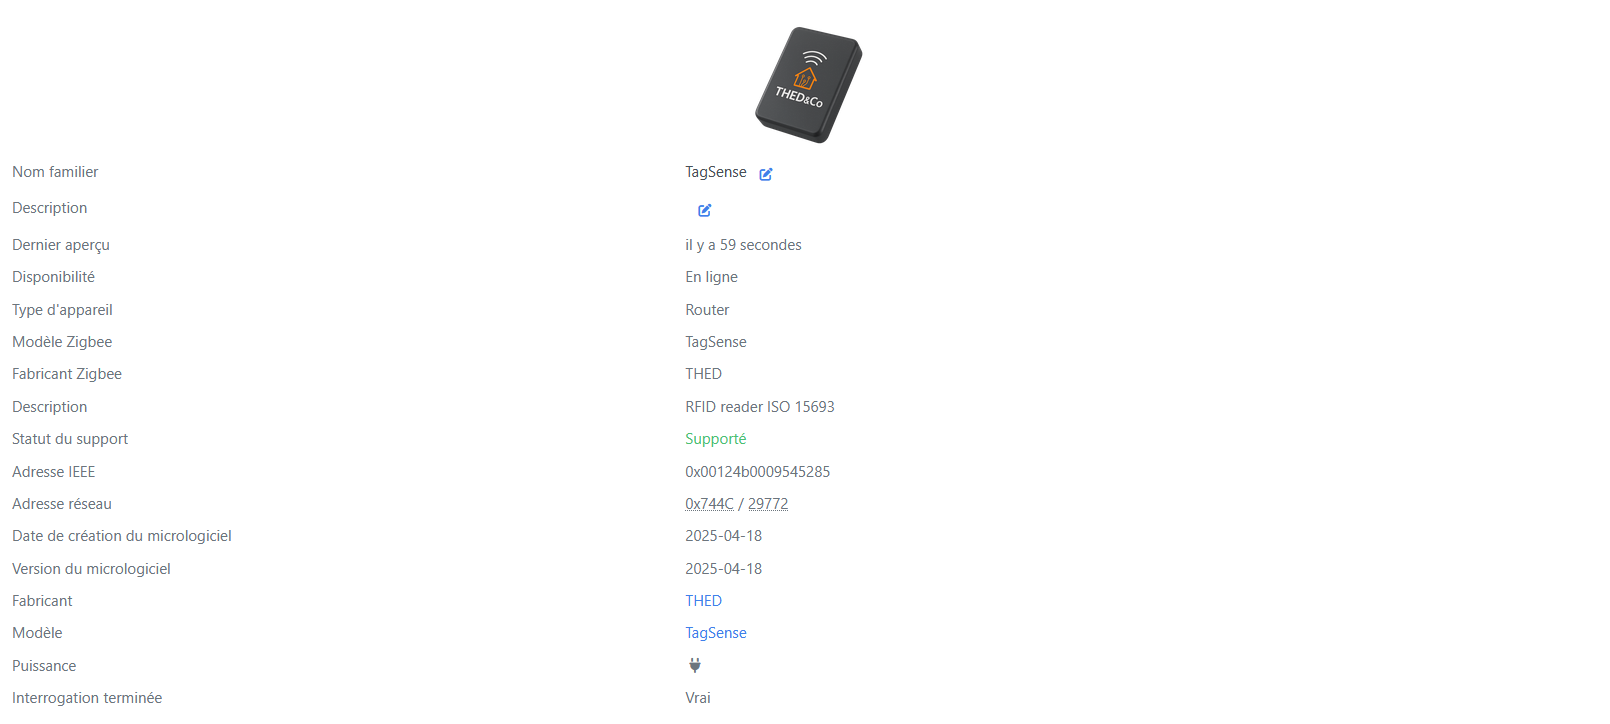 THED&Co
Nom familier TagSense
Description
Dernier aperçu il y a 59 secondes
Disponibilité En ligne
Type d'appareil Router
Modèle Zigbee TagSense
Fabricant Zigbee THED
Description RFID reader ISO 15693
Statut du support Supporté
Adresse IEEE 0x00124b0009545285
Adresse réseau 0x744C / 29772
Date de création du micrologiciel 2025-04-18
Version du micrologiciel 2025-04-18
Fabricant THED
Modèle TagSense
Puissance
Interrogation terminée Vrai